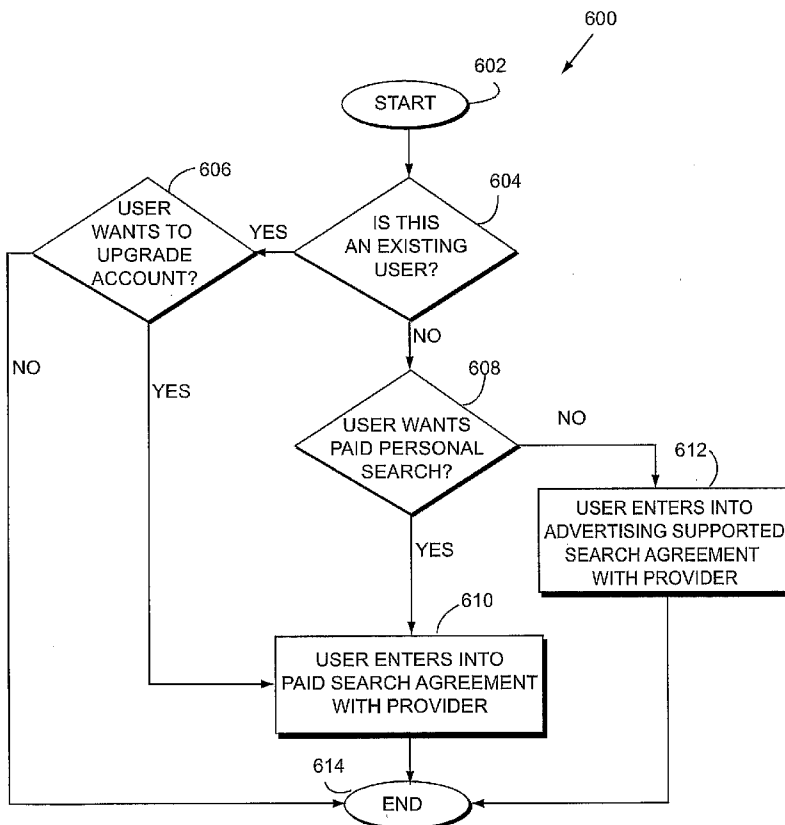 600
602
START
606
604
USER
WANTS TO
UPGRADE
ACCOUNT?
YES
IS THIS
AN EXISTING
USER?
NO
NO
YES
608
USER WANTS
PAID PERSONAL
SEARCH?
NO
612
USER ENTERS INTO
ADVERTISING SUPPORTED
SEARCH AGREEMENT
WITH PROVIDER
YES
610
USER ENTERS INTO
PAID SEARCH AGREEMENT
WITH PROVIDER
614
END